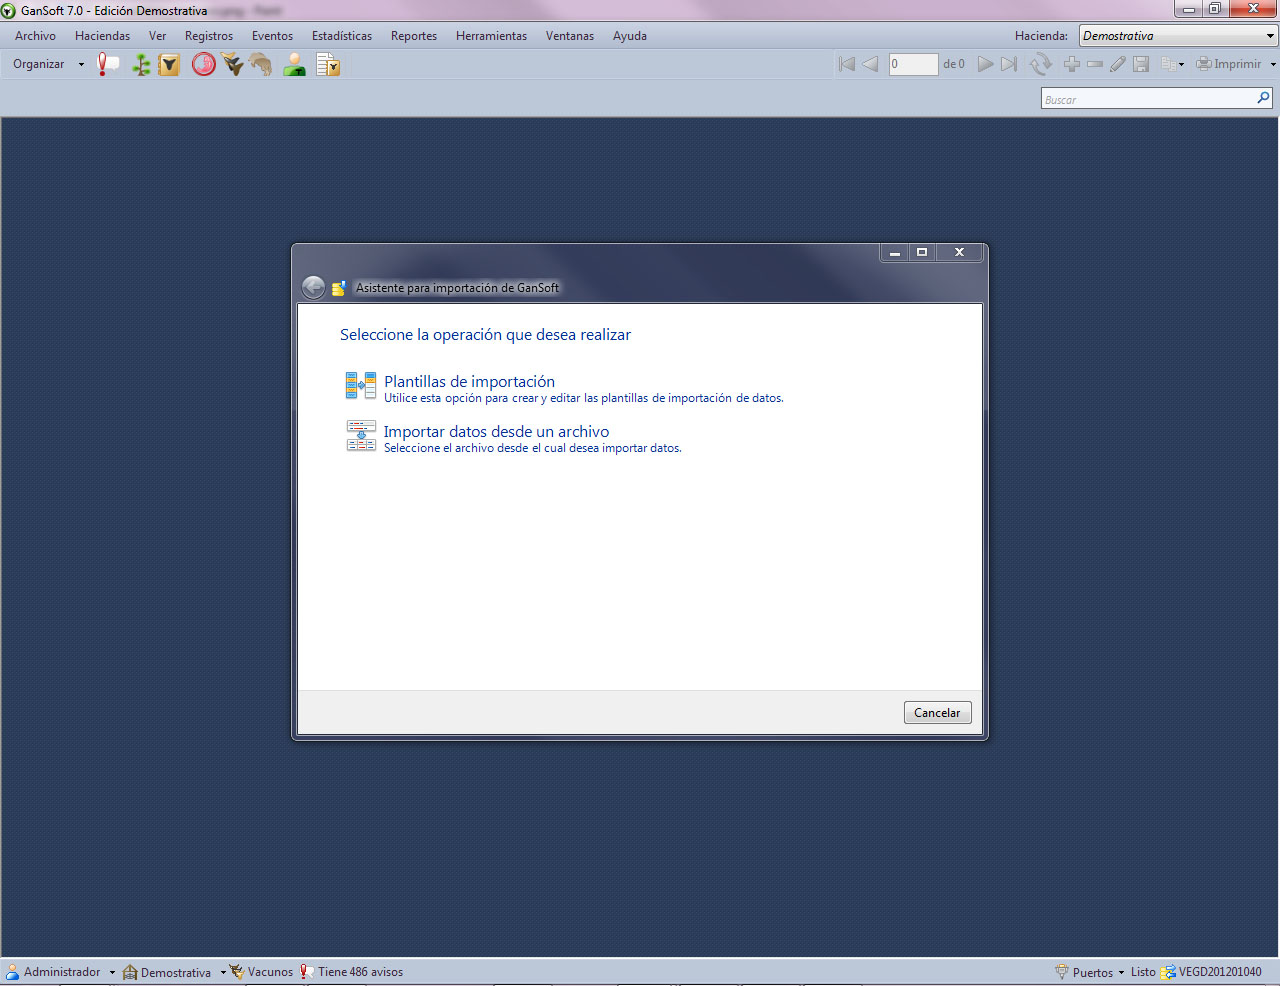 GanSoft 7.0 - Edición Demostrativa
Archivo Haciendas Ver Registros Eventos Estadísticas Reportes Herramientas Ventanas Ayuda Hacienda: Demostrativa
Organizar 0 de 0 Imprimir
Buscar
Asistente para importación de GanSoft
Seleccione la operación que desea realizar
Plantillas de importación
Utilice esta opción para crear y editar las plantillas de importación de datos.
Importar datos desde un archivo
Seleccione el archivo desde el cual desea importar datos.
Cancelar
Administrador Demostrativa Vacunos Tiene 486 avisos Puertos Listo VEGD201201040